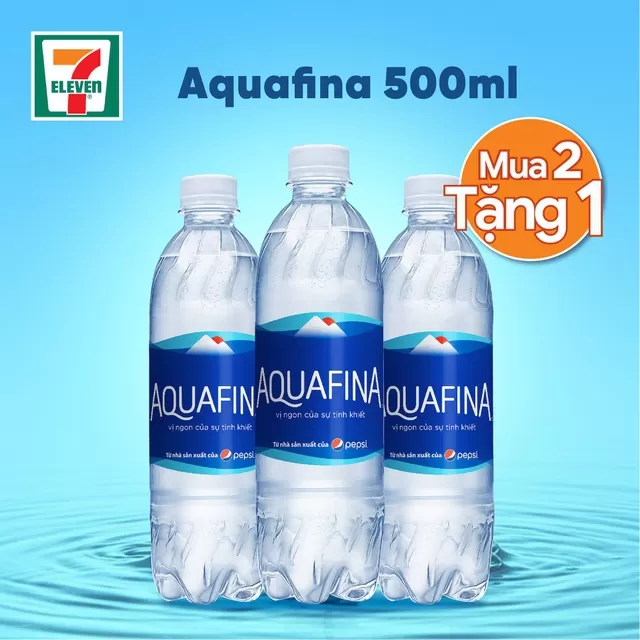 7
ELEVEN
®
Aquafina 500ml
Mua 2
Tặng 1
AQUAFIN
vị ngon của sự tinh khiết
Từ nhà sản xuất của pepsi
AQUAFINA
vị ngon của sự tinh khiết
Từ nhà sản xuất của pepsi
AQUAFINA
vị ngon của sự tinh khiết
Từ nhà sản xuất của pepsi